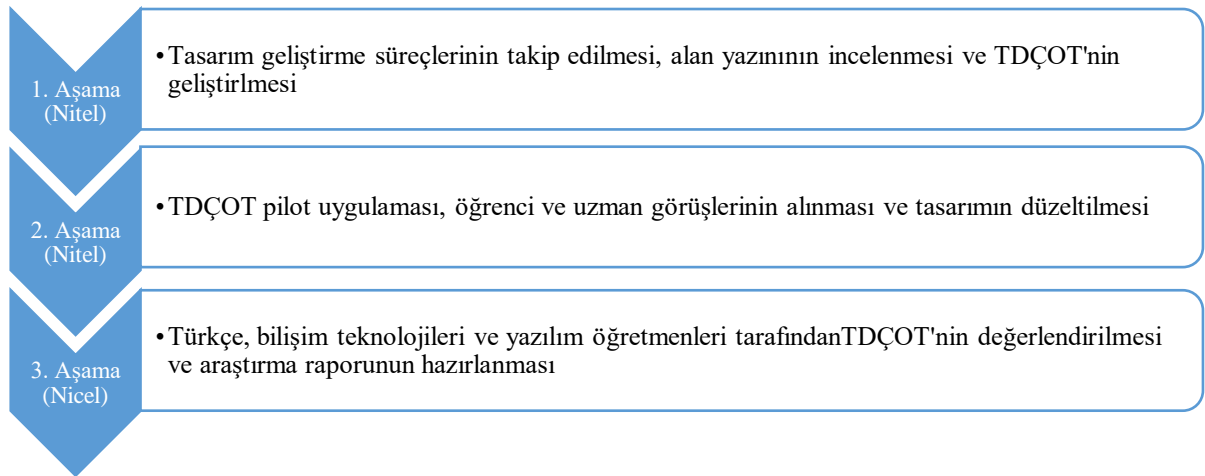 1. Aşama
(Nitel)
•Tasarım geliştirme süreçlerinin takip edilmesi, alan yazınının incelenmesi ve TDÇOT'nin
geliştirlmesi
2. Aşama
(Nitel)
•TDÇOT pilot uygulaması, öğrenci ve uzman görüşlerinin alınması ve tasarımın düzeltilmesi
3. Aşama
(Nicel)
•Türkçe, bilişim teknolojileri ve yazılım öğretmenleri tarafındanTDÇOT'nin değerlendirilmesi
ve araştırma raporunun hazırlanması